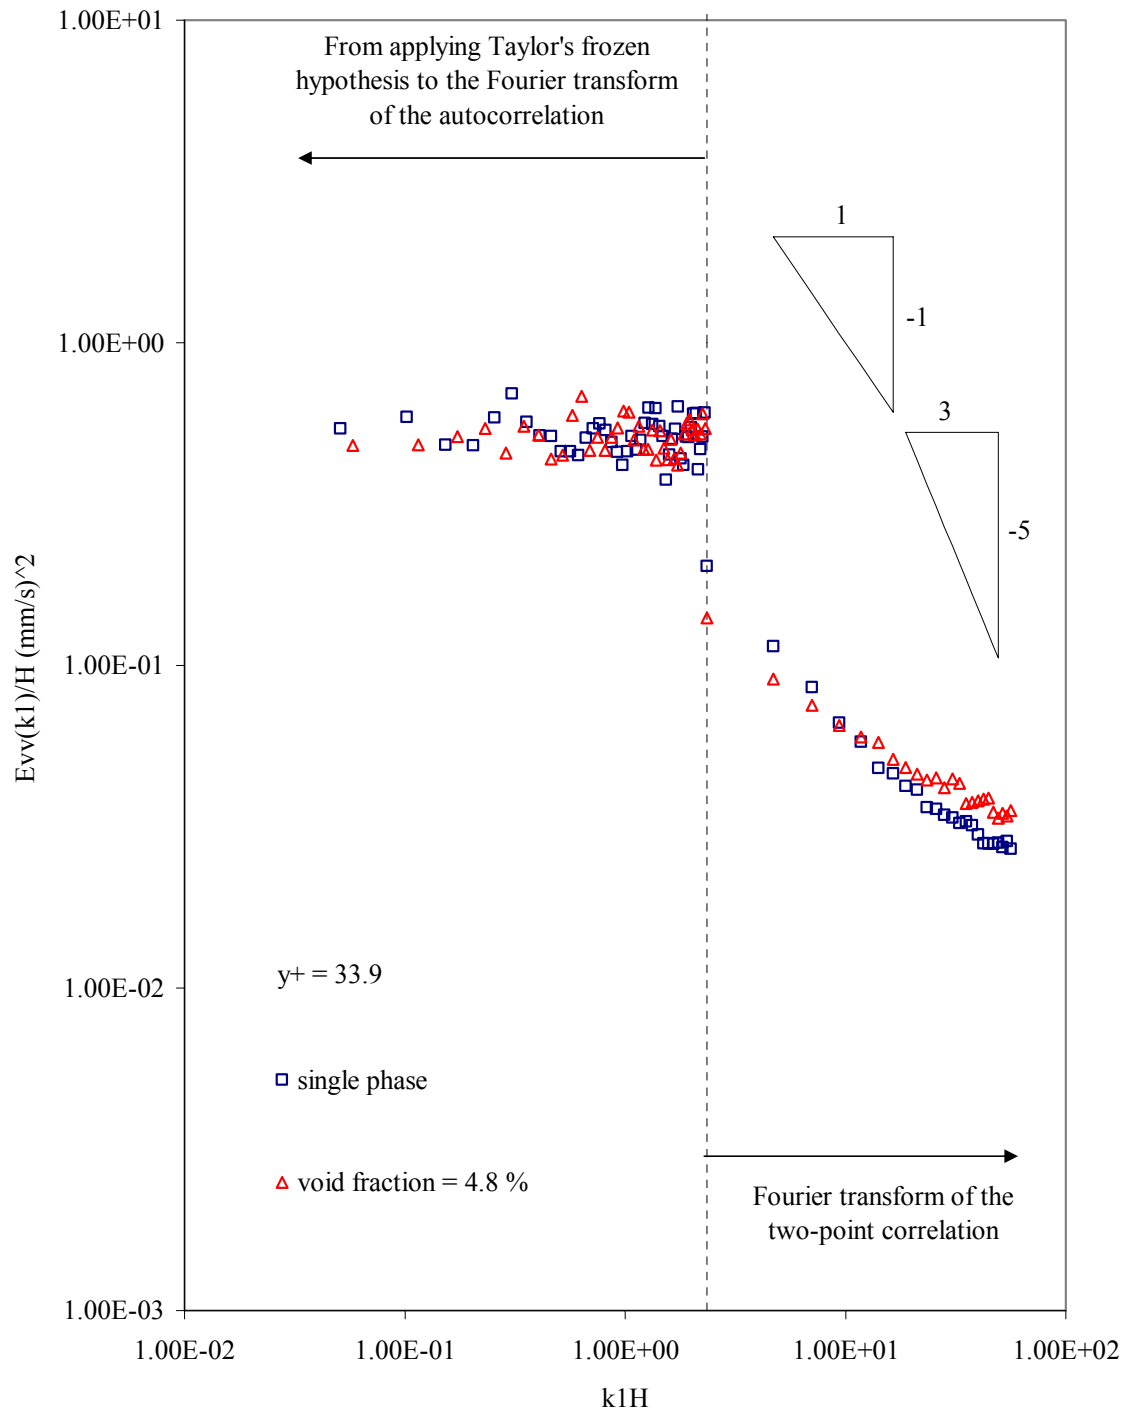 1.00E+01
From applying Taylor's frozen
hypothesis to the Fourier transform
of the autocorrelation
1
-1
1.00E+00
3
-5
Evv(k1)/H (mm/s)^2
1.00E-01
y+ = 33.9
1.00E-02
single phase
void fraction = 4.8 %
Fourier transform of the
two-point correlation
1.00E-03
1.00E-02 1.00E-01 1.00E+00 1.00E+01 1.00E+02
k1H